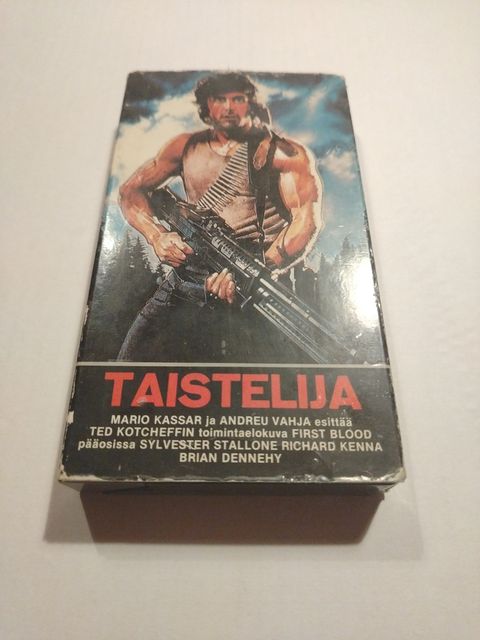 TAISTELIJA
MARIO KASSAR ja ANDREU VAHJA esittää
TED KOTCHEFFIN toimintaelokuva FIRST BLOOD
pääosissa SYLVESTER STALLONE RICHARD KENNA
BRIAN DENNEHY